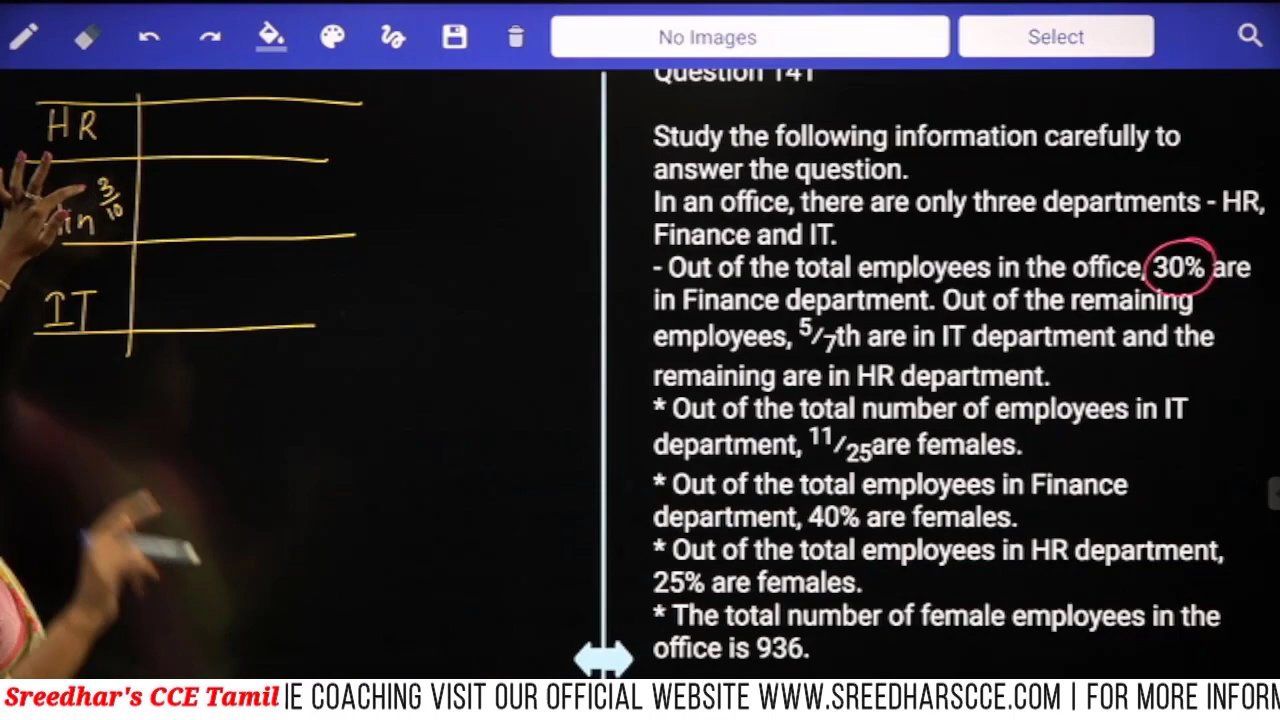 No Images
Select
Question 141
HR
3/10
IT
Study the following information carefully to
answer the question.
In an office, there are only three departments - HR,
Finance and IT.
- Out of the total employees in the office, 30% are
in Finance department. Out of the remaining
employees, 5/7th are in IT department and the
remaining are in HR department.
* Out of the total number of employees in IT
department, 11/25are females.
* Out of the total employees in Finance
department, 40% are females.
* Out of the total employees in HR department,
25% are females.
* The total number of female employees in the
office is 936.
Sreedhar's CCE Tamil IE COACHING VISIT OUR OFFICIAL WEBSITE WWW.SREEDHARSCCE.COM | FOR MORE INFORM